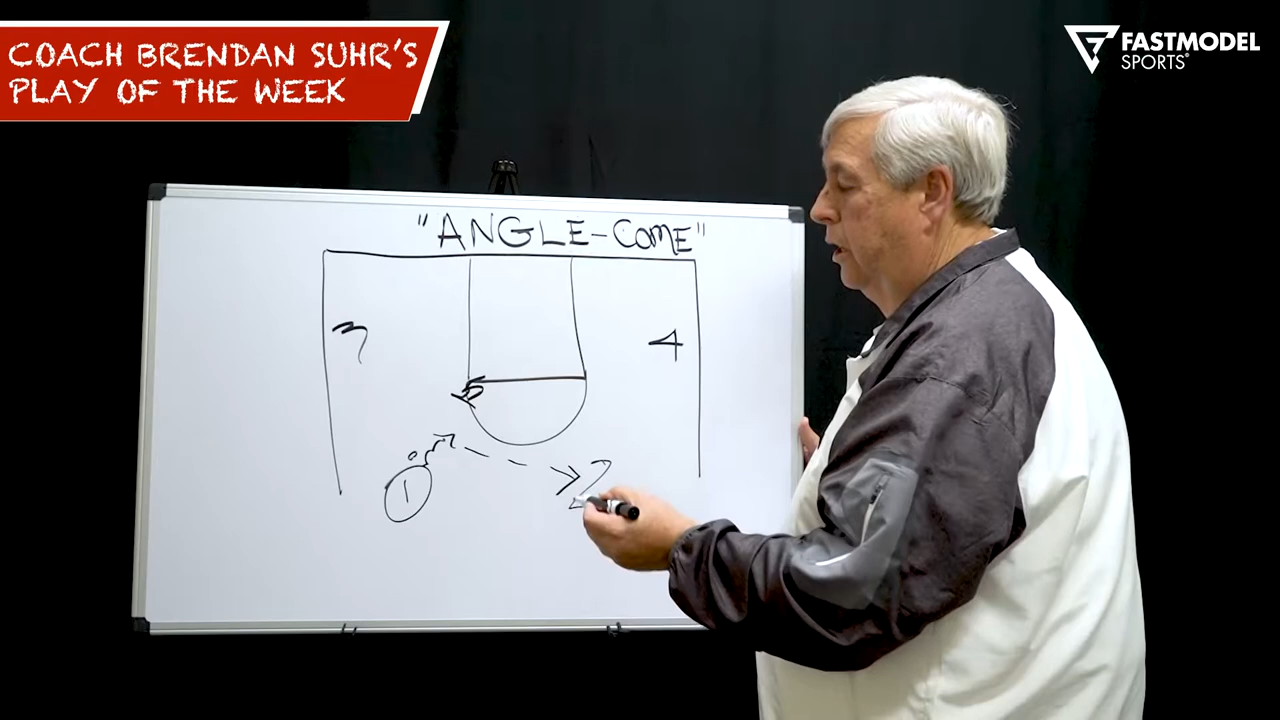 COACH BRENDAN SUHR'S
PLAY OF THE WEEK
FASTMODEL
SPORTS
"ANGLE-COME"
3
4
5
2
1